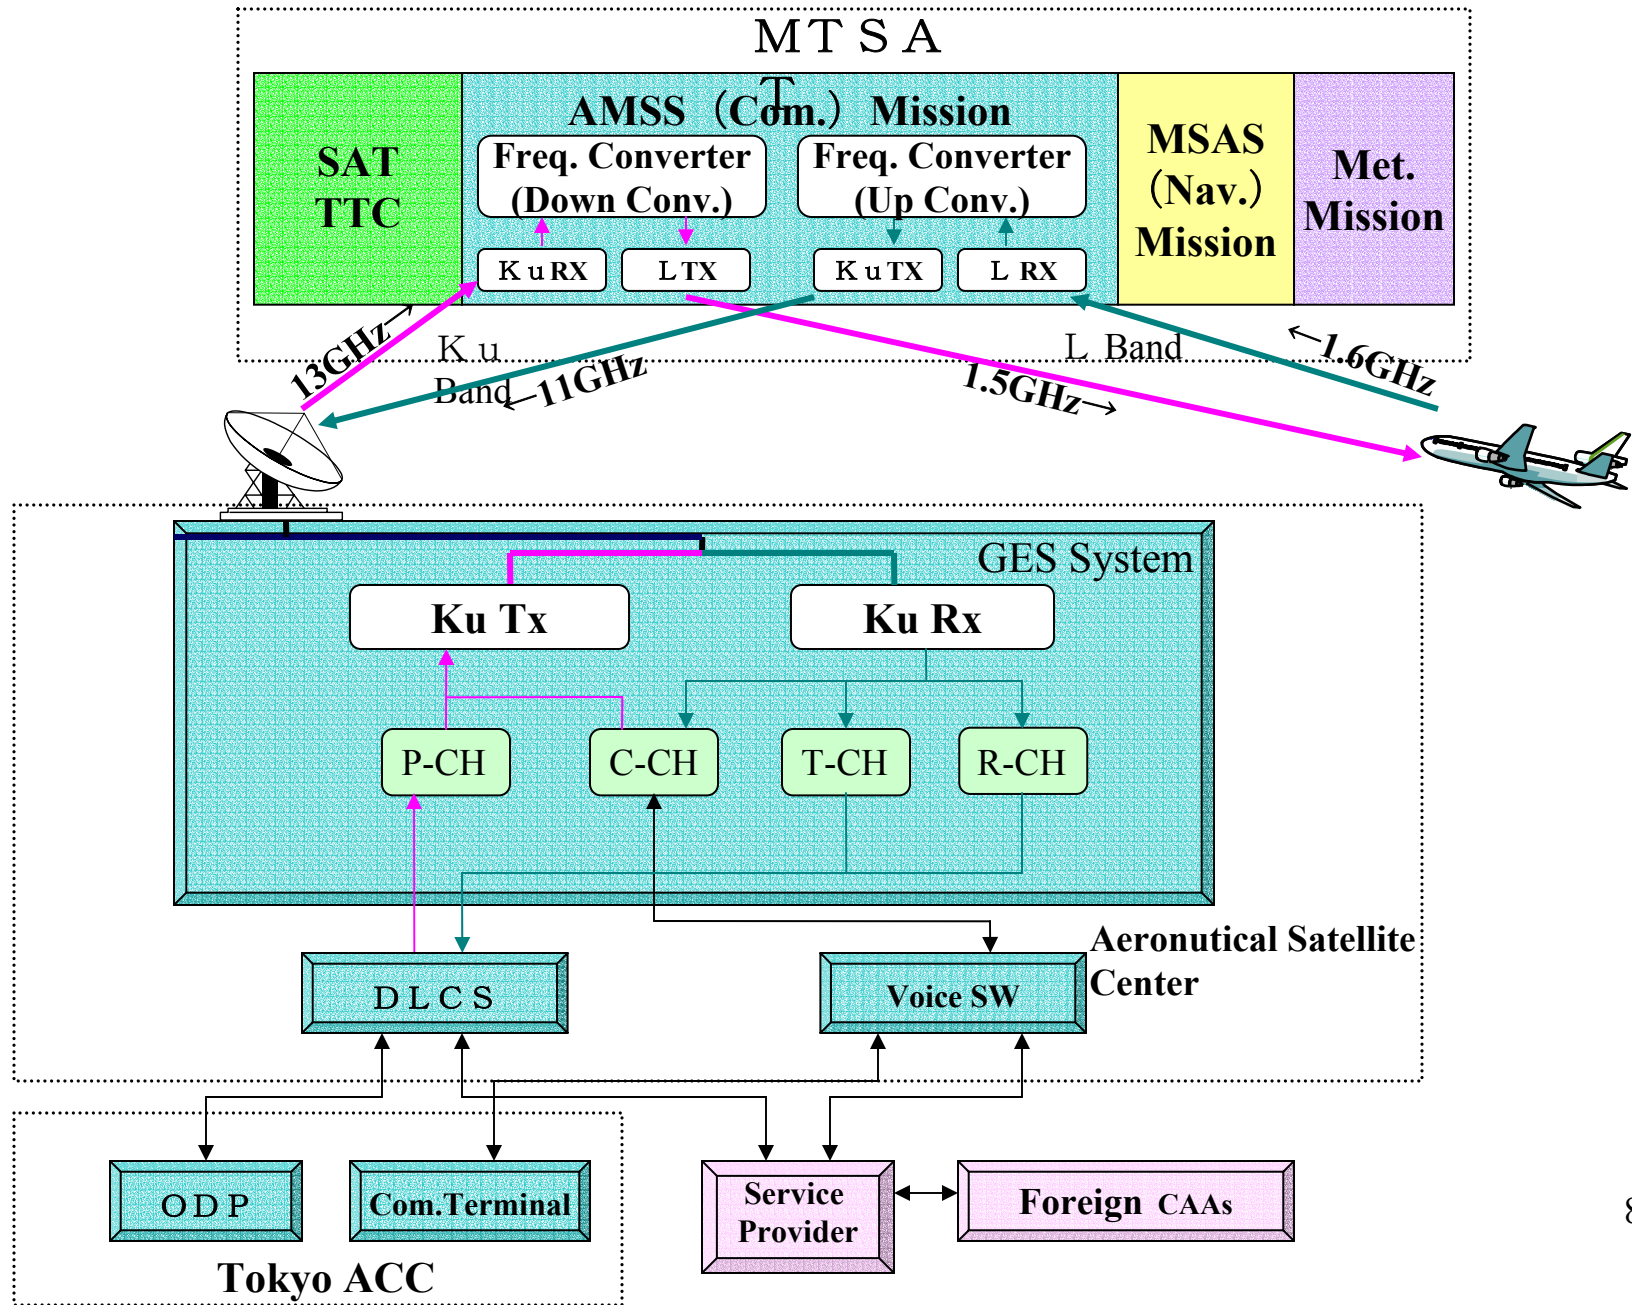 ＭＴＳＡ
Ｔ
AMSS（Com.）Mission
SAT
TTC
Freq. Converter
(Down Conv.)
Freq. Converter
(Up Conv.)
ＫｕRX
ＬTX
ＫｕTX
Ｌ RX
MSAS
（Nav.）
Mission
Met.
Mission
13GHz→
Ｋｕ
Band
←11GHz
Ｌ Band
1.5GHz→
←1.6GHz
GES System
Ku Tx
Ku Rx
P-CH
C-CH
T-CH
R-CH
Aeronutical Satellite
Center
ＤＬＣＳ
Voice SW
ＯＤＰ
Com.Terminal
Service
Provider
Foreign CAAs
Tokyo ACC
8